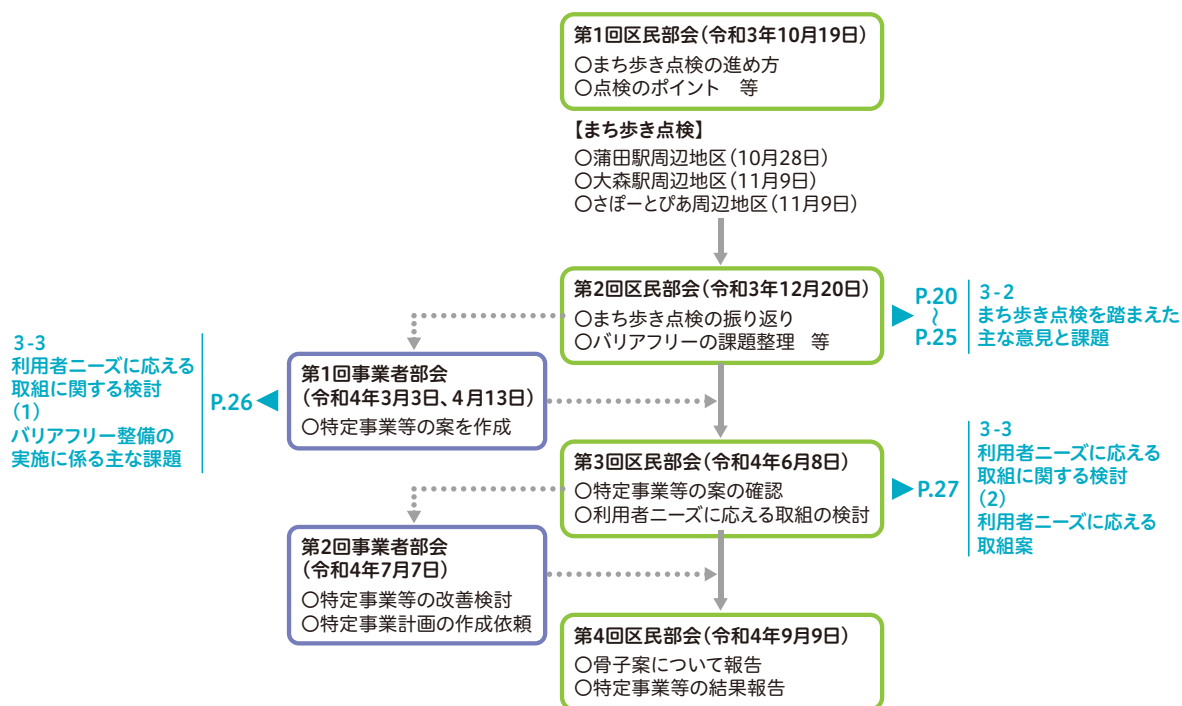 第1回区民部会(令和3年10月19日)
○まち歩き点検の進め方
○点検のポイント　等
【まち歩き点検】
○蒲田駅周辺地区(10月28日)
○大森駅周辺地区(11月9日)
○さぽーとぴあ周辺地区(11月9日)
第2回区民部会(令和3年12月20日)
○まち歩き点検の振り返り
○バリアフリーの課題整理　等
P.20
〜
P.25
3-2
まち歩き点検を踏まえた
主な意見と課題
3-3
利用者ニーズに応える
取組に関する検討
(1)
バリアフリー整備の
実施に係る主な課題
P.26
第1回事業者部会
(令和4年3月3日、4月13日)
○特定事業等の案を作成
第3回区民部会(令和4年6月8日)
○特定事業等の案の確認
○利用者ニーズに応える取組の検討
P.27
3-3
利用者ニーズに応える
取組に関する検討
(2)
利用者ニーズに応える
取組案
第2回事業者部会
(令和4年7月7日)
○特定事業等の改善検討
○特定事業計画の作成依頼
第4回区民部会(令和4年9月9日)
○骨子案について報告
○特定事業等の結果報告